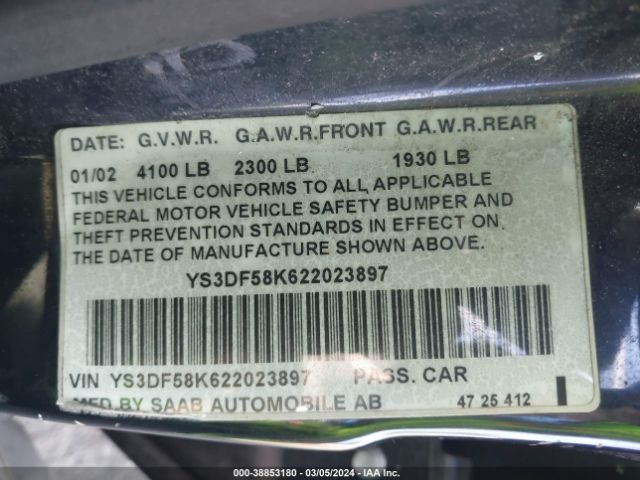 DATE: G.V.W.R. G.A.W.R.FRONT G.A.W.R.REAR
01/02 4100 LB 2300 LB 1930 LB
THIS VEHICLE CONFORMS TO ALL APPLICABLE
FEDERAL MOTOR VEHICLE SAFETY BUMPER AND
THEFT PREVENTION STANDARDS IN EFFECT ON
THE DATE OF MANUFACTURE SHOWN ABOVE.
YS3DF58K622023897
VIN YS3DF58K622023897 PASS. CAR
MFD BY SAAB AUTOMOBILE AB 47 25 412
000-38853180 - 03/05/2024 - IAA Inc.